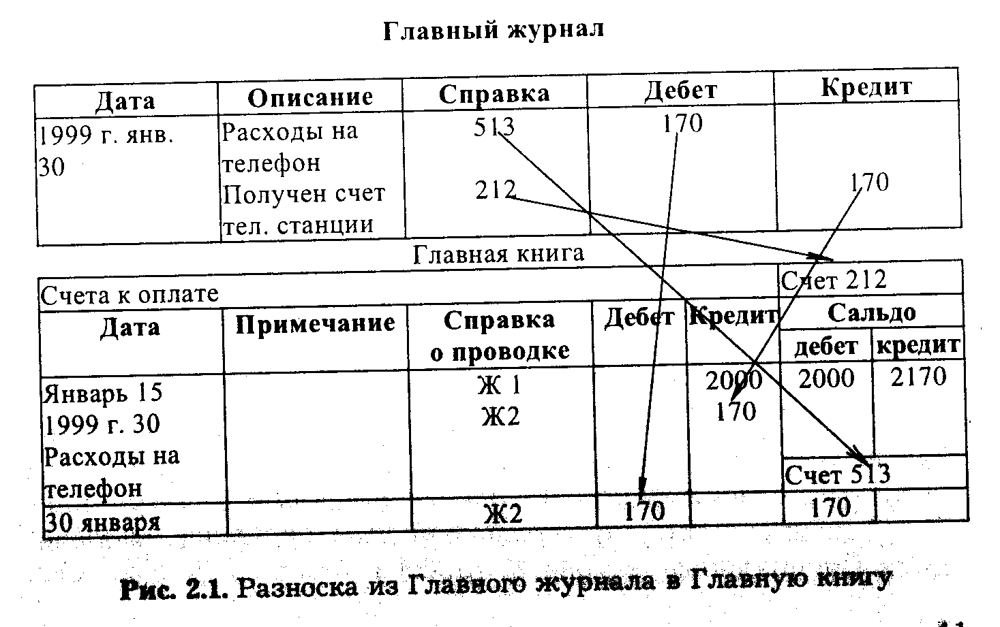 Главный журнал
Дата Описание Справка Дебет Кредит
1999 г. янв. Расходы на 513 170
30 телефон
Получен счет 212 170
тел. станции
Главная книга
Счета к оплате Счет 212
Дата Примечание Справка Дебет Кредит Сальдо
о проводке дебет кредит
Январь 15 Ж 1 2000 2000 2170
1999 г. 30 Ж2 170
Расходы на
телефон Счет 513
30 января Ж2 170 170
Рис. 2.1. Разноска из Главного журнала в Главную книгу